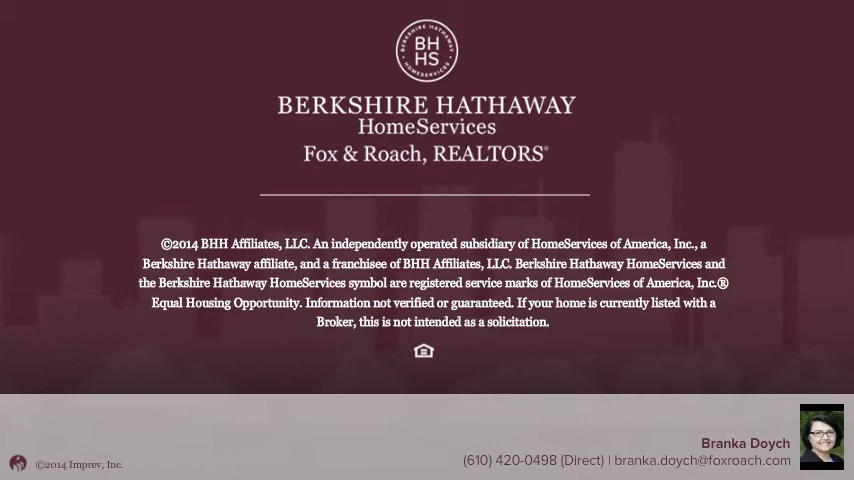 BERKSHIRE HATHAWAY
HOMESERVICES
BH
HS
BERKSHIRE HATHAWAY
HomeServices
Fox & Roach, REALTORS®
©2014 BHH Affiliates, LLC. An independently operated subsidiary of HomeServices of America, Inc., a
Berkshire Hathaway affiliate, and a franchisee of BHH Affiliates, LLC. Berkshire Hathaway HomeServices and
the Berkshire Hathaway HomeServices symbol are registered service marks of HomeServices of America, Inc.®
Equal Housing Opportunity. Information not verified or guaranteed. If your home is currently listed with a
Broker, this is not intended as a solicitation.
Branka Doych
(610) 420-0498 (Direct) | branka.doych@foxroach.com
©2014 Imprev, Inc.